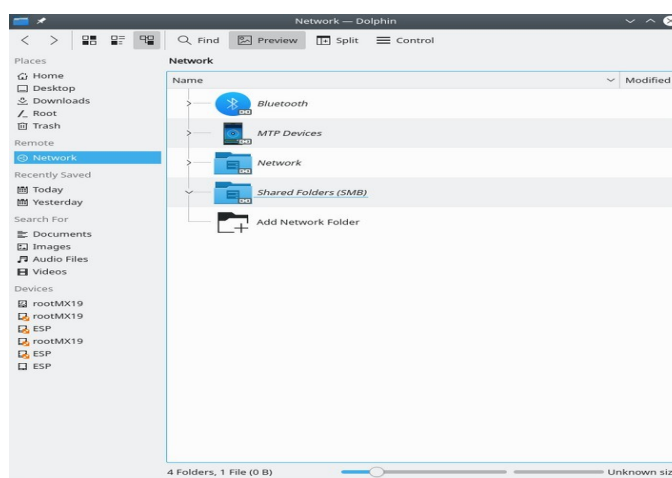 Network — Dolphin
Find Preview Split Control
Places
Home
Desktop
Downloads
Root
Trash
Remote
Network
Recently Saved
Today
Yesterday
Search For
Documents
Images
Audio Files
Videos
Devices
rootMX19
rootMX19
ESP
rootMX19
ESP
ESP
Network
Name Modified
Bluetooth
MTP Devices
Network
Shared Folders (SMB)
Add Network Folder
4 Folders, 1 File (0 B) Unknown siz